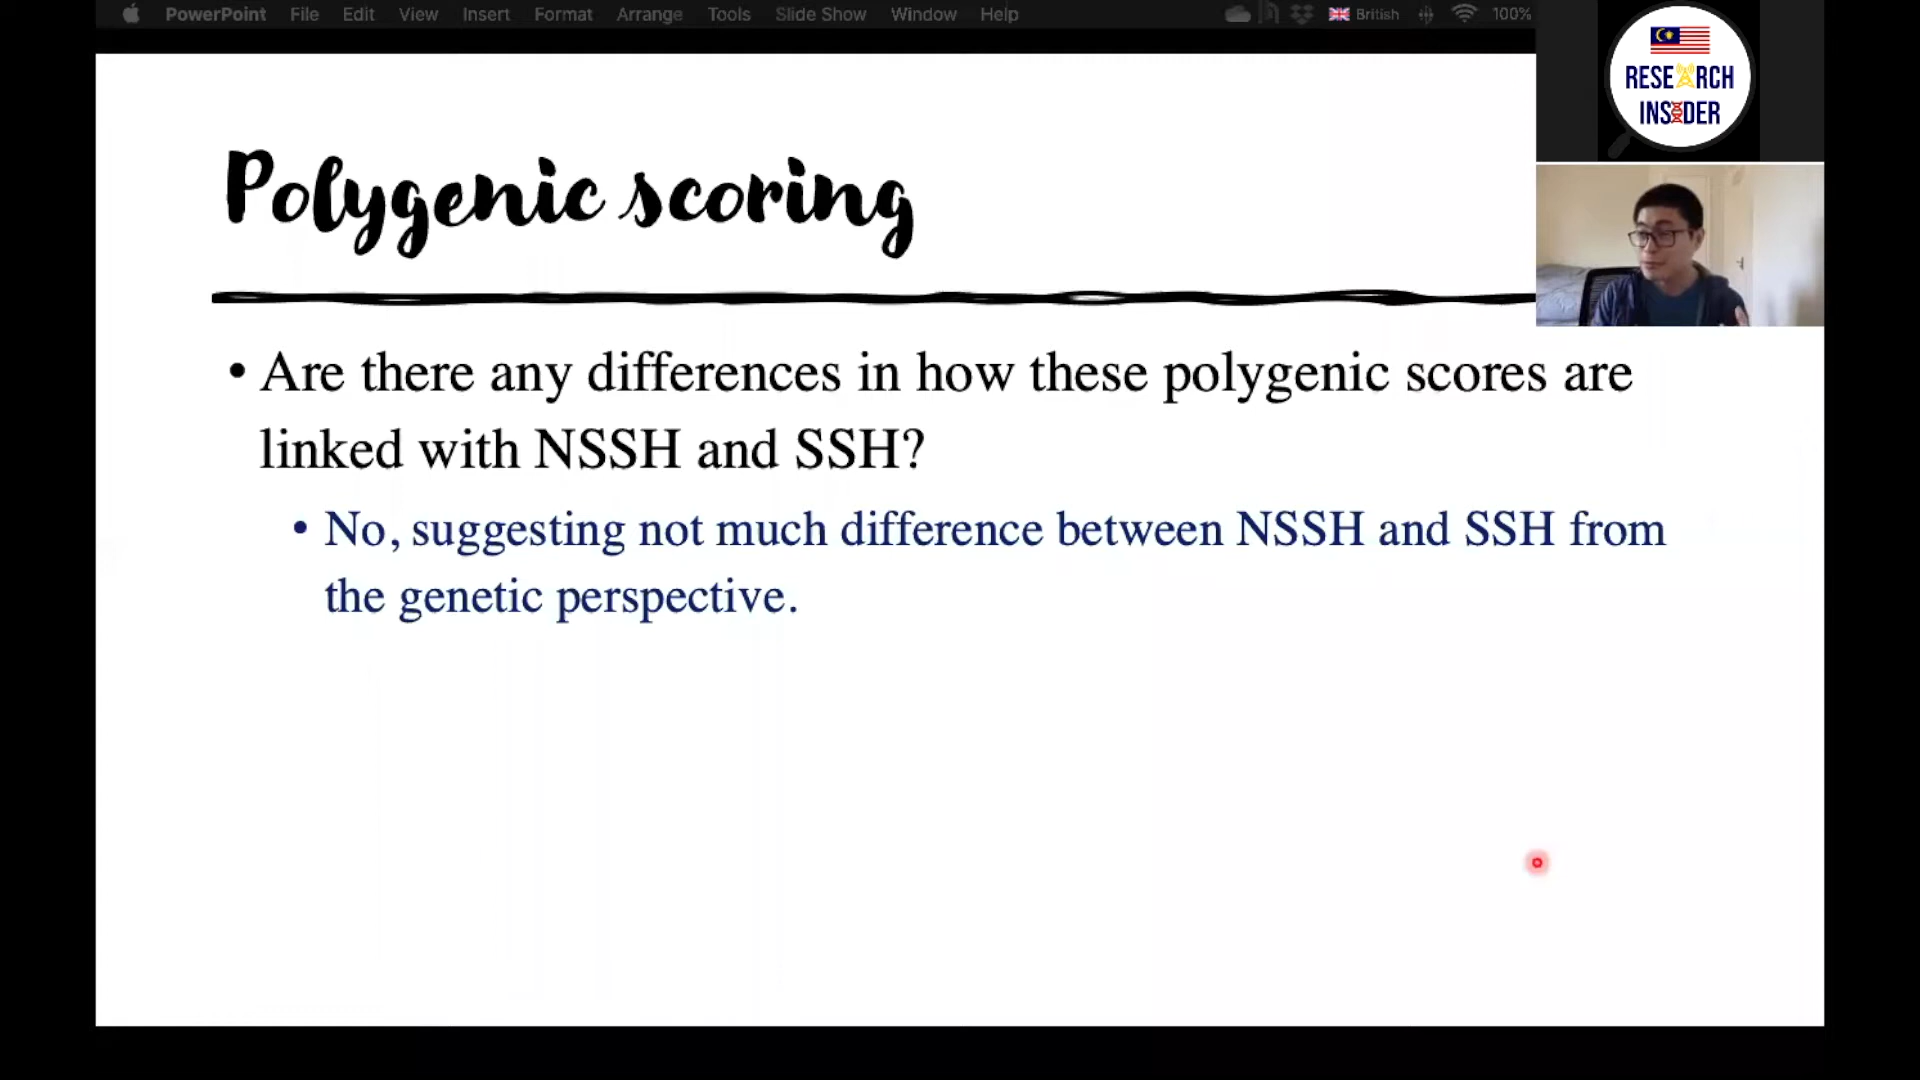 PowerPoint File Edit View Insert Format Arrange Tools Slide Show Window Help British 100%
RESEARCH
INSIDER
Polygenic scoring
• Are there any differences in how these polygenic scores are
linked with NSSH and SSH?
• No, suggesting not much difference between NSSH and SSH from
the genetic perspective.